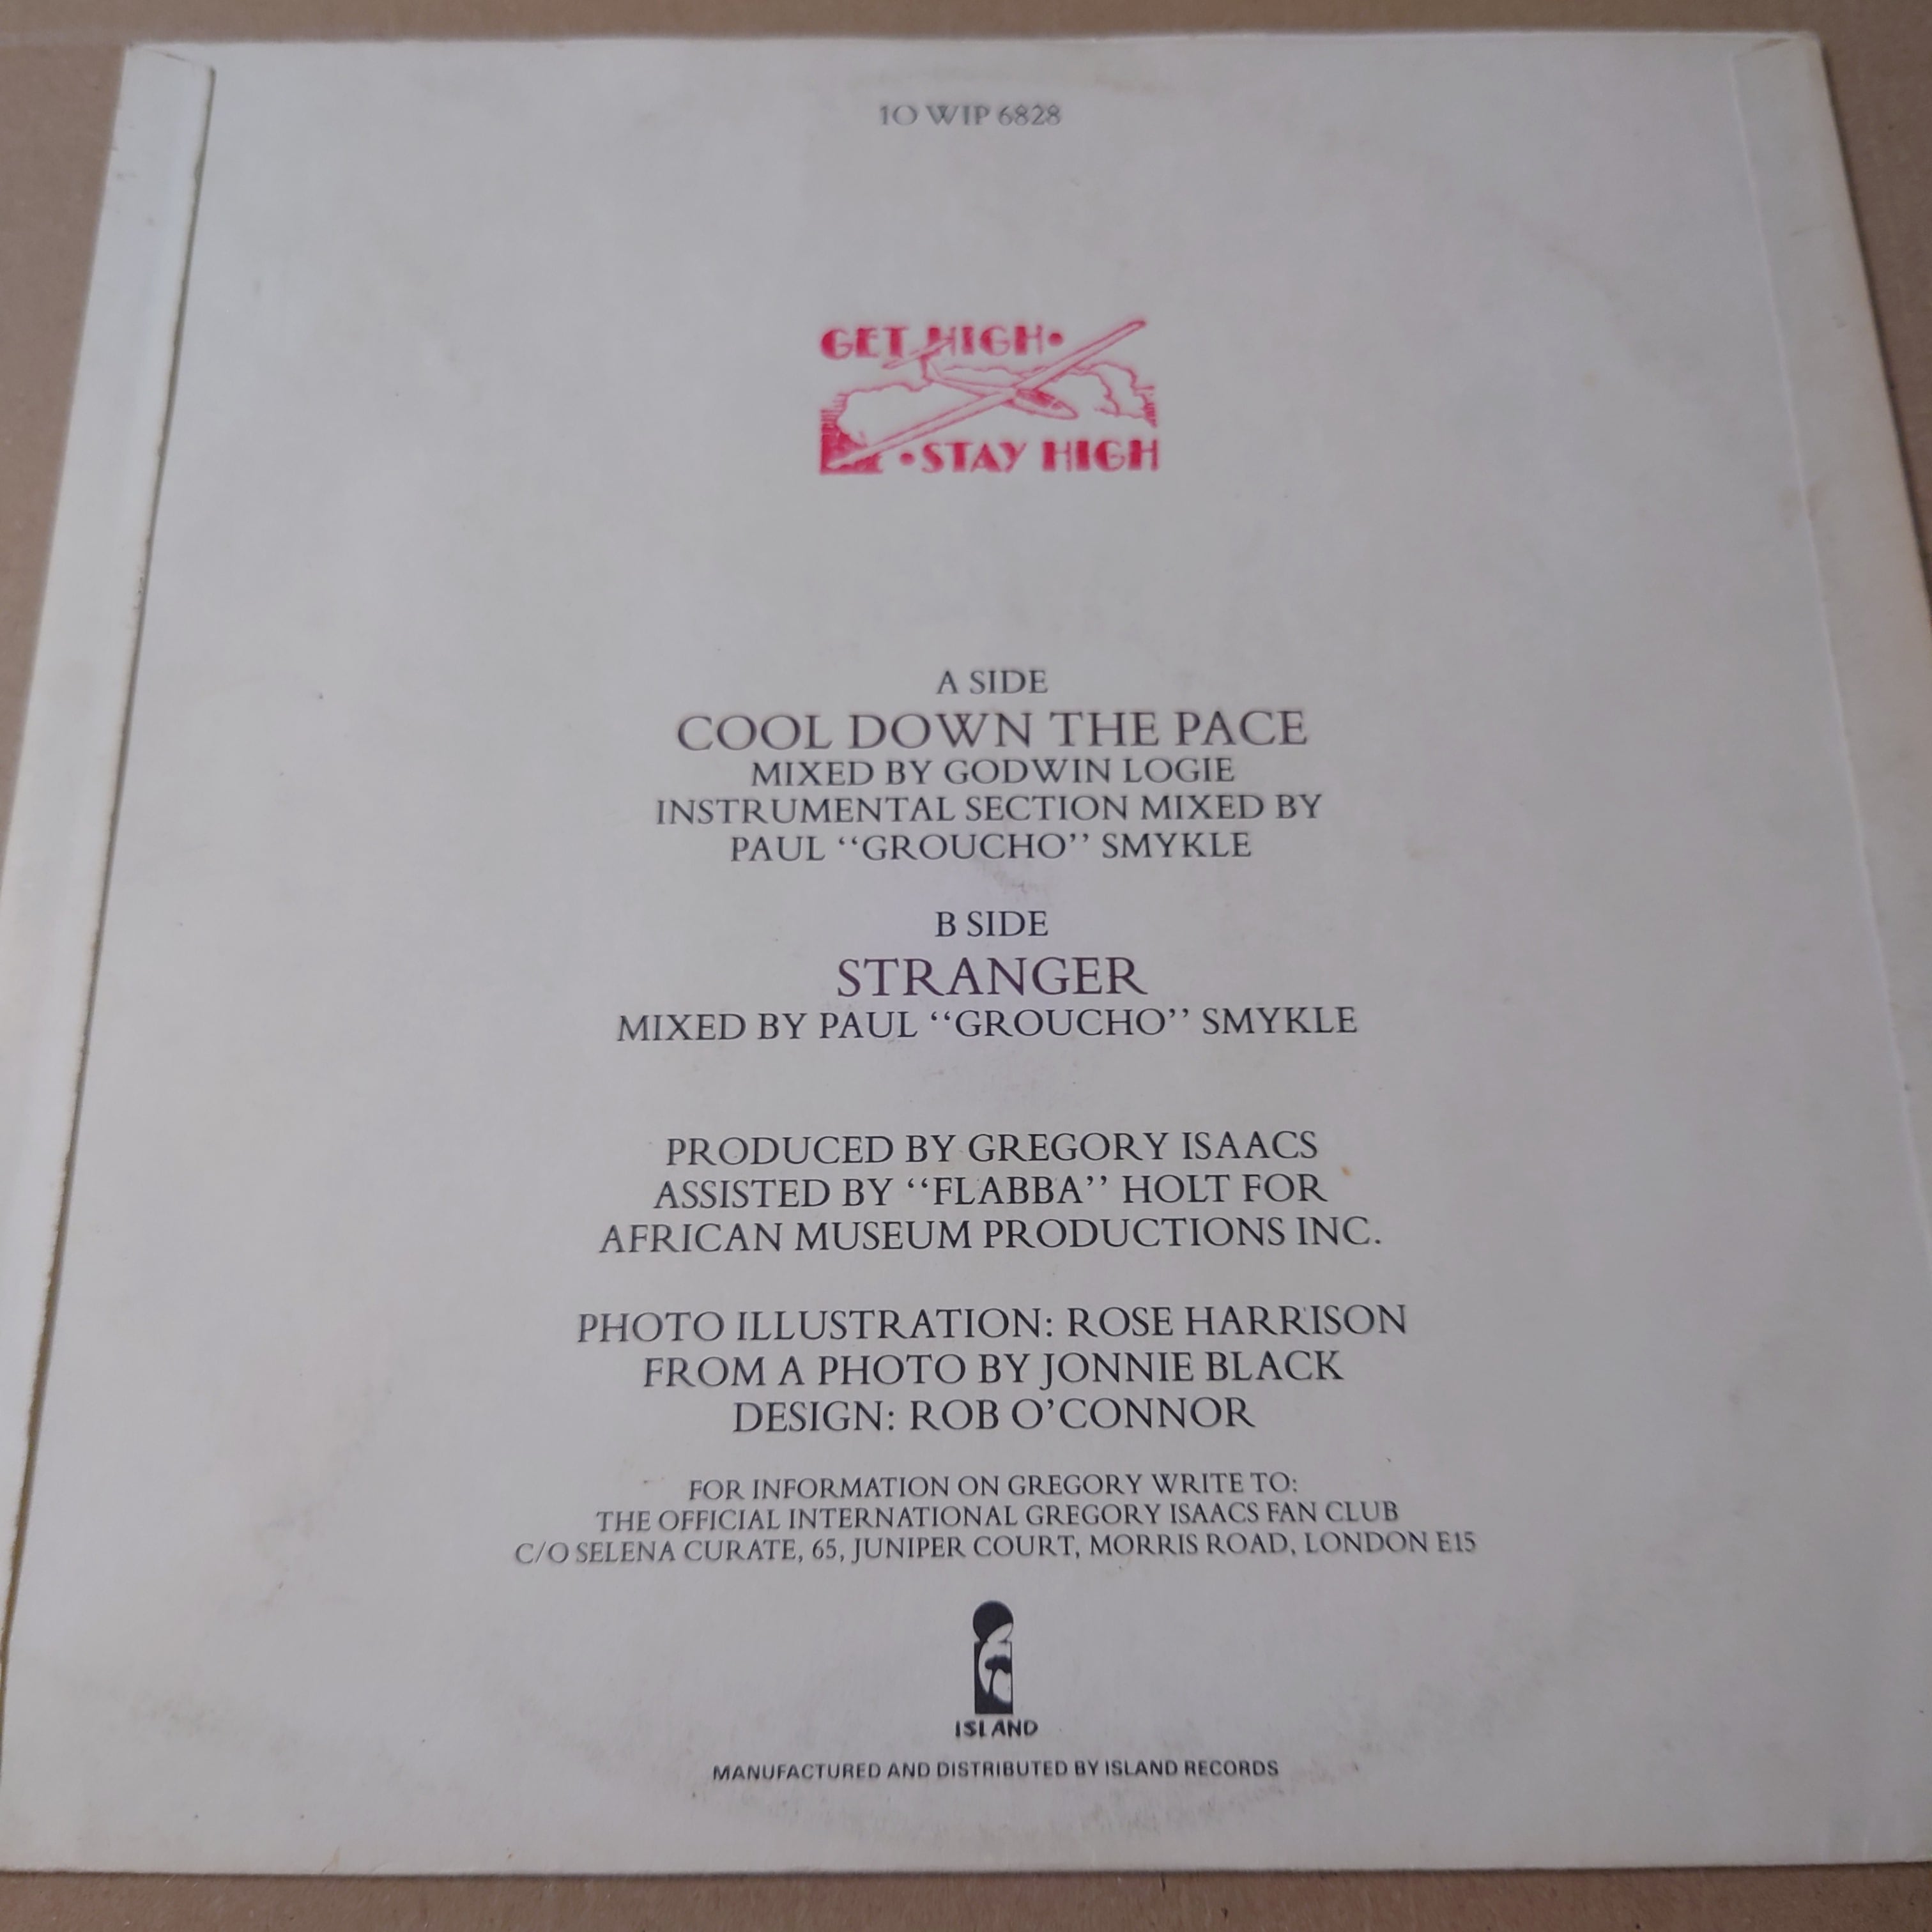 10 WIP 6828
GET HIGH•
•STAY HIGH
A SIDE
COOL DOWN THE PACE
MIXED BY GODWIN LOGIE
INSTRUMENTAL SECTION MIXED BY
PAUL “GROUCHO” SMYKLE
B SIDE
STRANGER
MIXED BY PAUL “GROUCHO” SMYKLE
PRODUCED BY GREGORY ISAACS
ASSISTED BY “FLABBA” HOLT FOR
AFRICAN MUSEUM PRODUCTIONS INC.
PHOTO ILLUSTRATION: ROSE HARRISON
FROM A PHOTO BY JONNIE BLACK
DESIGN: ROB O’CONNOR
FOR INFORMATION ON GREGORY WRITE TO:
THE OFFICIAL INTERNATIONAL GREGORY ISAACS FAN CLUB
C/O SELENA CURATE, 65, JUNIPER COURT, MORRIS ROAD, LONDON E15
ISLAND
MANUFACTURED AND DISTRIBUTED BY ISLAND RECORDS